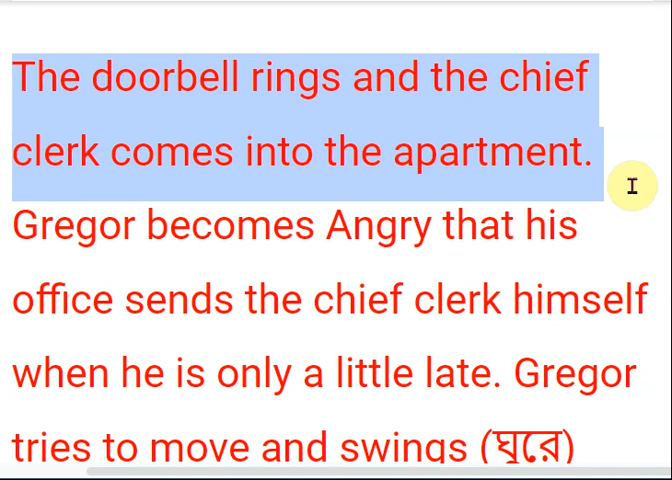 The doorbell rings and the chief
clerk comes into the apartment.
Gregor becomes Angry that his
office sends the chief clerk himself
when he is only a little late. Gregor
tries to move and swings (ঘুরে)